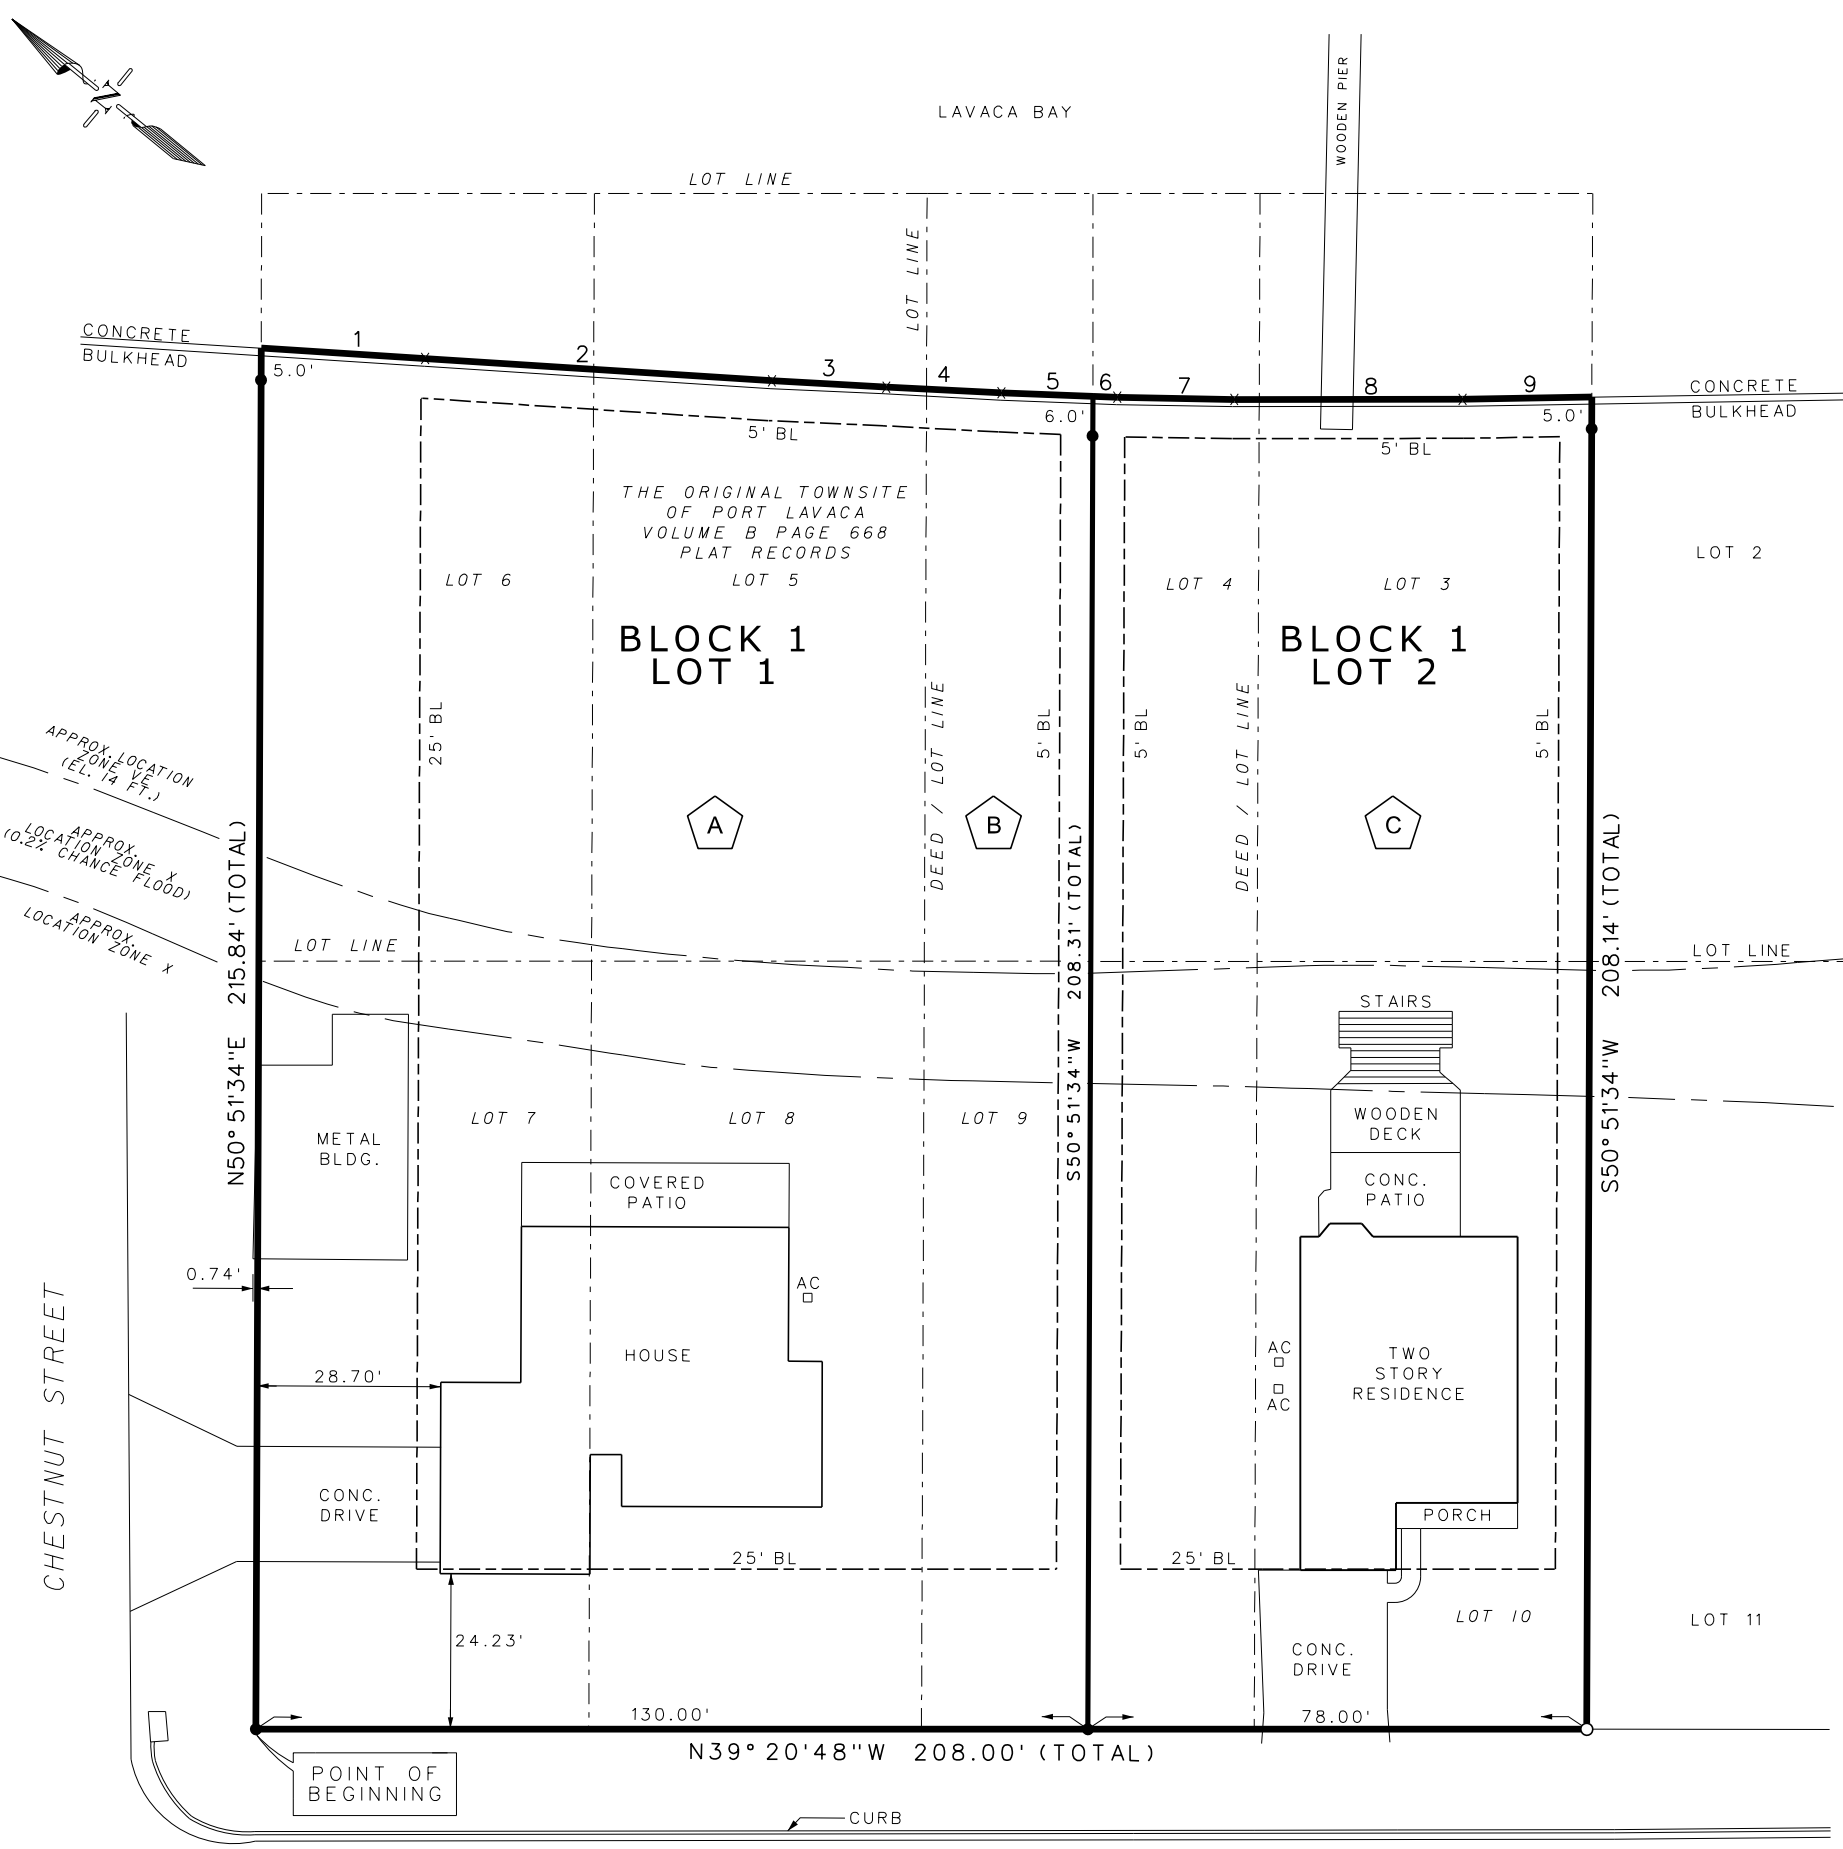 N
LAVACA BAY
WOODEN PIER
LOT LINE
LOT LINE
CONCRETE
BULKHEAD
1
2
3
4
5
6
7
8
9
CONCRETE
BULKHEAD
5.0'
6.0'
5.0'
5' BL
5' BL
THE ORIGINAL TOWNSITE
OF PORT LAVACA
VOLUME B PAGE 668
PLAT RECORDS
LOT 6
LOT 5
LOT 4
LOT 3
LOT 2
BLOCK 1
LOT 1
BLOCK 1
LOT 2
25' BL
DEED / LOT LINE
5' BL
5' BL
DEED / LOT LINE
5' BL
APPROX. LOCATION
ZONE VE
(EL. 14 FT.)
APPROX.
LOCATION ZONE X
(0.2% CHANCE FLOOD)
APPROX.
LOCATION ZONE X
A
B
C
N50°51'34"E 215.84' (TOTAL)
S50°51'34"W 208.31' (TOTAL)
S50°51'34"W 208.14' (TOTAL)
LOT LINE
LOT LINE
STAIRS
LOT 7
LOT 8
LOT 9
WOODEN
DECK
METAL
BLDG.
COVERED
PATIO
CONC.
PATIO
0.74'
AC
CHESTNUT STREET
HOUSE
28.70'
AC
AC
TWO
STORY
RESIDENCE
CONC.
DRIVE
PORCH
25' BL
25' BL
24.23'
LOT 10
LOT 11
CONC.
DRIVE
130.00'
78.00'
N39°20'48"W 208.00' (TOTAL)
POINT OF
BEGINNING
CURB